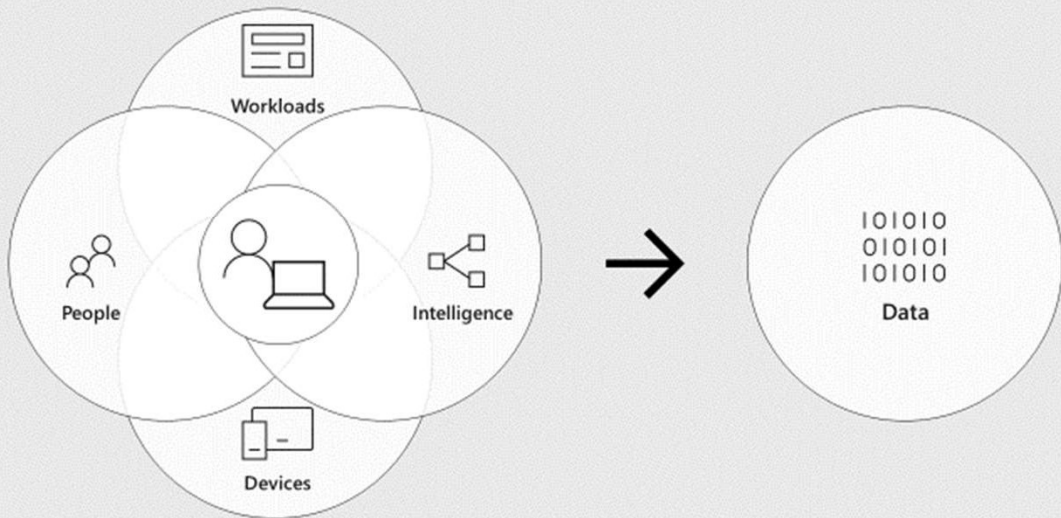 Workloads
People
Intelligence
Devices
101010
010101
101010
Data